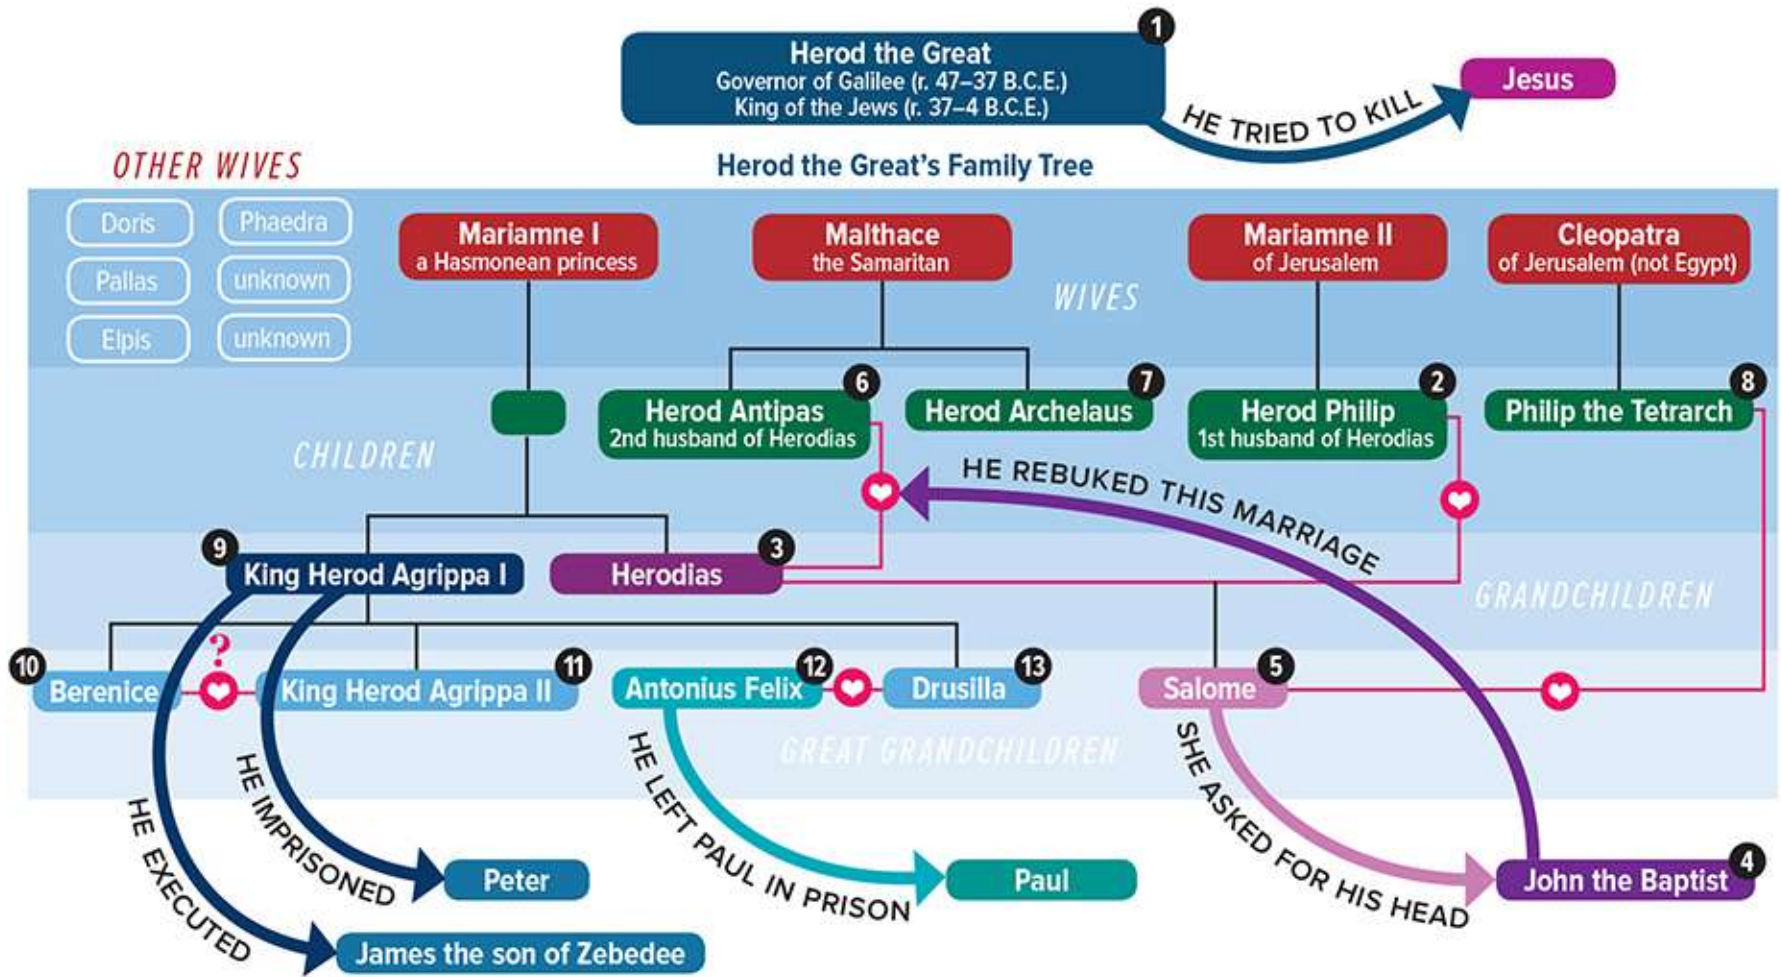 1
Herod the Great
Governor of Galilee (r. 47–37 B.C.E.)
King of the Jews (r. 37–4 B.C.E.)
HE TRIED TO KILL
Jesus
Herod the Great's Family Tree
OTHER WIVES
Doris
Phaedra
Pallas
unknown
Elpis
unknown
Mariamne I
a Hasmonean princess
Malthace
the Samaritan
Mariamne II
of Jerusalem
Cleopatra
of Jerusalem (not Egypt)
WIVES
6
Herod Antipas
2nd husband of Herodias
7
Herod Archelaus
2
Herod Philip
1st husband of Herodias
8
Philip the Tetrarch
CHILDREN
HE REBUKED THIS MARRIAGE
9
King Herod Agrippa I
3
Herodias
GRANDCHILDREN
10
Berenice
?
11
King Herod Agrippa II
12
Antonius Felix
13
Drusilla
5
Salome
GREAT GRANDCHILDREN
HE EXECUTED
HE IMPRISONED
HE LEFT PAUL IN PRISON
SHE ASKED FOR HIS HEAD
Peter
Paul
4
John the Baptist
James the son of Zebedee